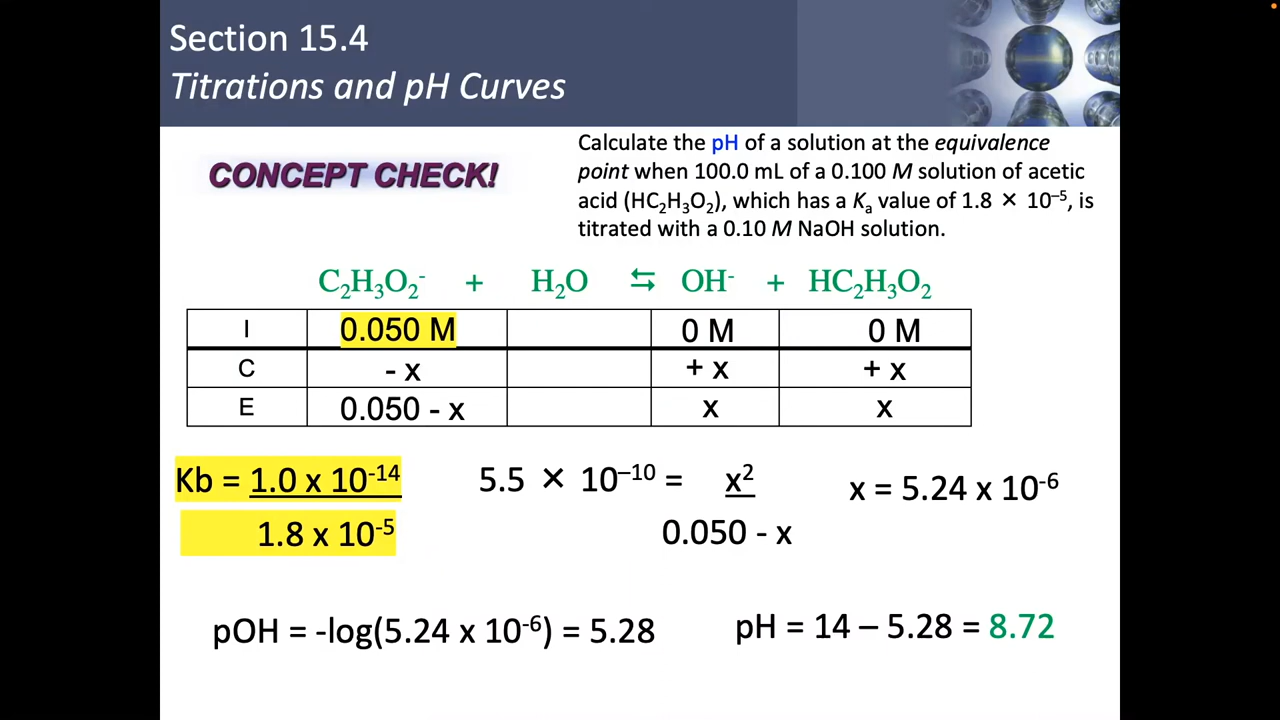 Section 15.4
Titrations and pH Curves
CONCEPT CHECK!
Calculate the pH of a solution at the equivalence
point when 100.0 mL of a 0.100 M solution of acetic
acid (HC₂H₃O₂), which has a Kₐ value of 1.8 × 10⁻⁵, is
titrated with a 0.10 M NaOH solution.
C₂H₃O₂⁻ + H₂O ⇆ OH⁻ + HC₂H₃O₂
I 0.050 M 0 M 0 M
C - x + x + x
E 0.050 - x x x
Kb = 1.0 x 10⁻¹⁴
1.8 x 10⁻⁵
5.5 × 10⁻¹⁰ = x²
0.050 - x
x = 5.24 x 10⁻⁶
pOH = -log(5.24 x 10⁻⁶) = 5.28
pH = 14 – 5.28 = 8.72